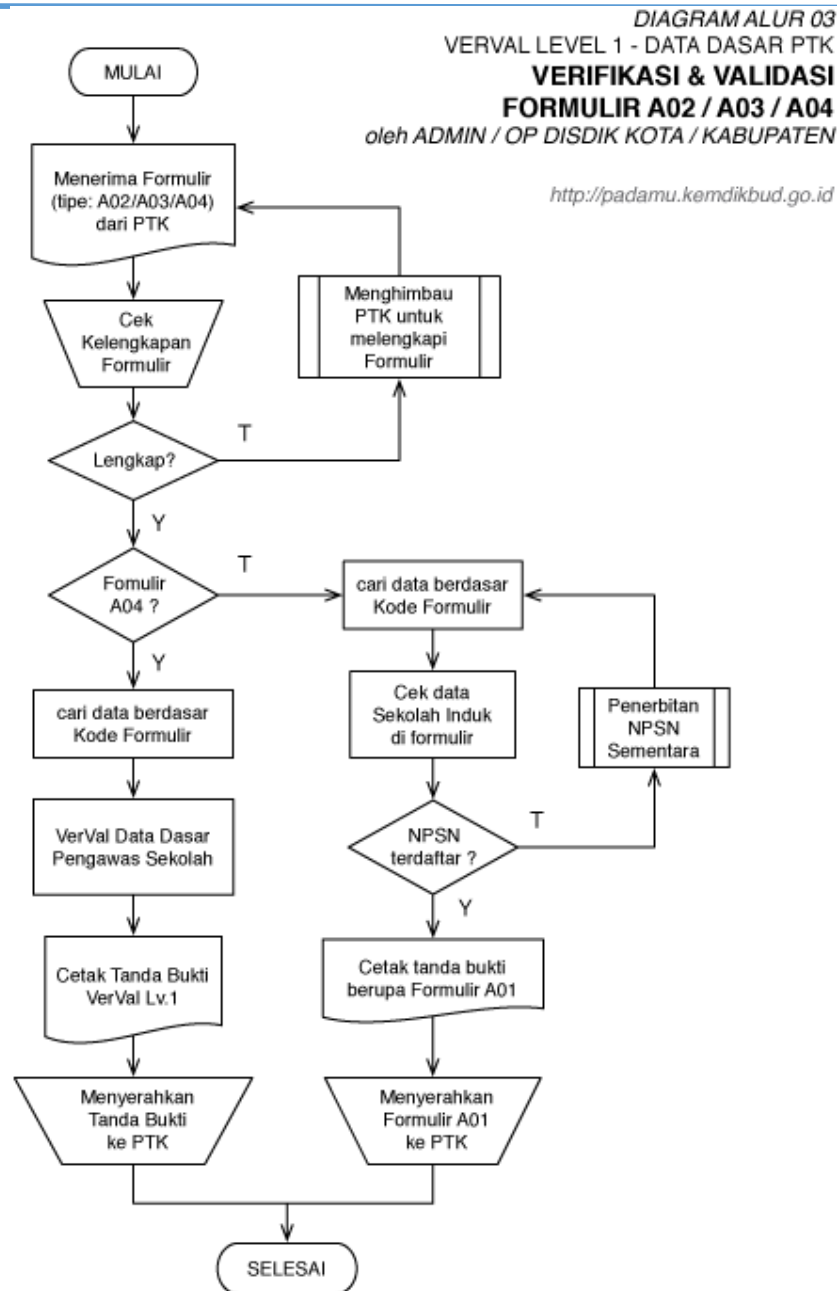 DIAGRAM ALUR 03
VERVAL LEVEL 1 - DATA DASAR PTK
VERIFIKASI & VALIDASI
FORMULIR A02 / A03 / A04
oleh ADMIN / OP DISDIK KOTA / KABUPATEN
http://padamu.kemdikbud.go.id
MULAI
Menerima Formulir
(tipe: A02/A03/A04)
dari PTK
Menghimbau
PTK untuk
melengkapi
Formulir
Cek
Kelengkapan
Formulir
Lengkap?
T
Y
Fomulir
A04 ?
T
Y
cari data berdasar
Kode Formulir
cari data berdasar
Kode Formulir
Cek data
Sekolah Induk
di formulir
Penerbitan
NPSN
Sementara
VerVal Data Dasar
Pengawas Sekolah
NPSN
terdaftar ?
T
Y
Cetak Tanda Bukti
VerVal Lv.1
Cetak tanda bukti
berupa Formulir A01
Menyerahkan
Tanda Bukti
ke PTK
Menyerahkan
Formulir A01
ke PTK
SELESAI